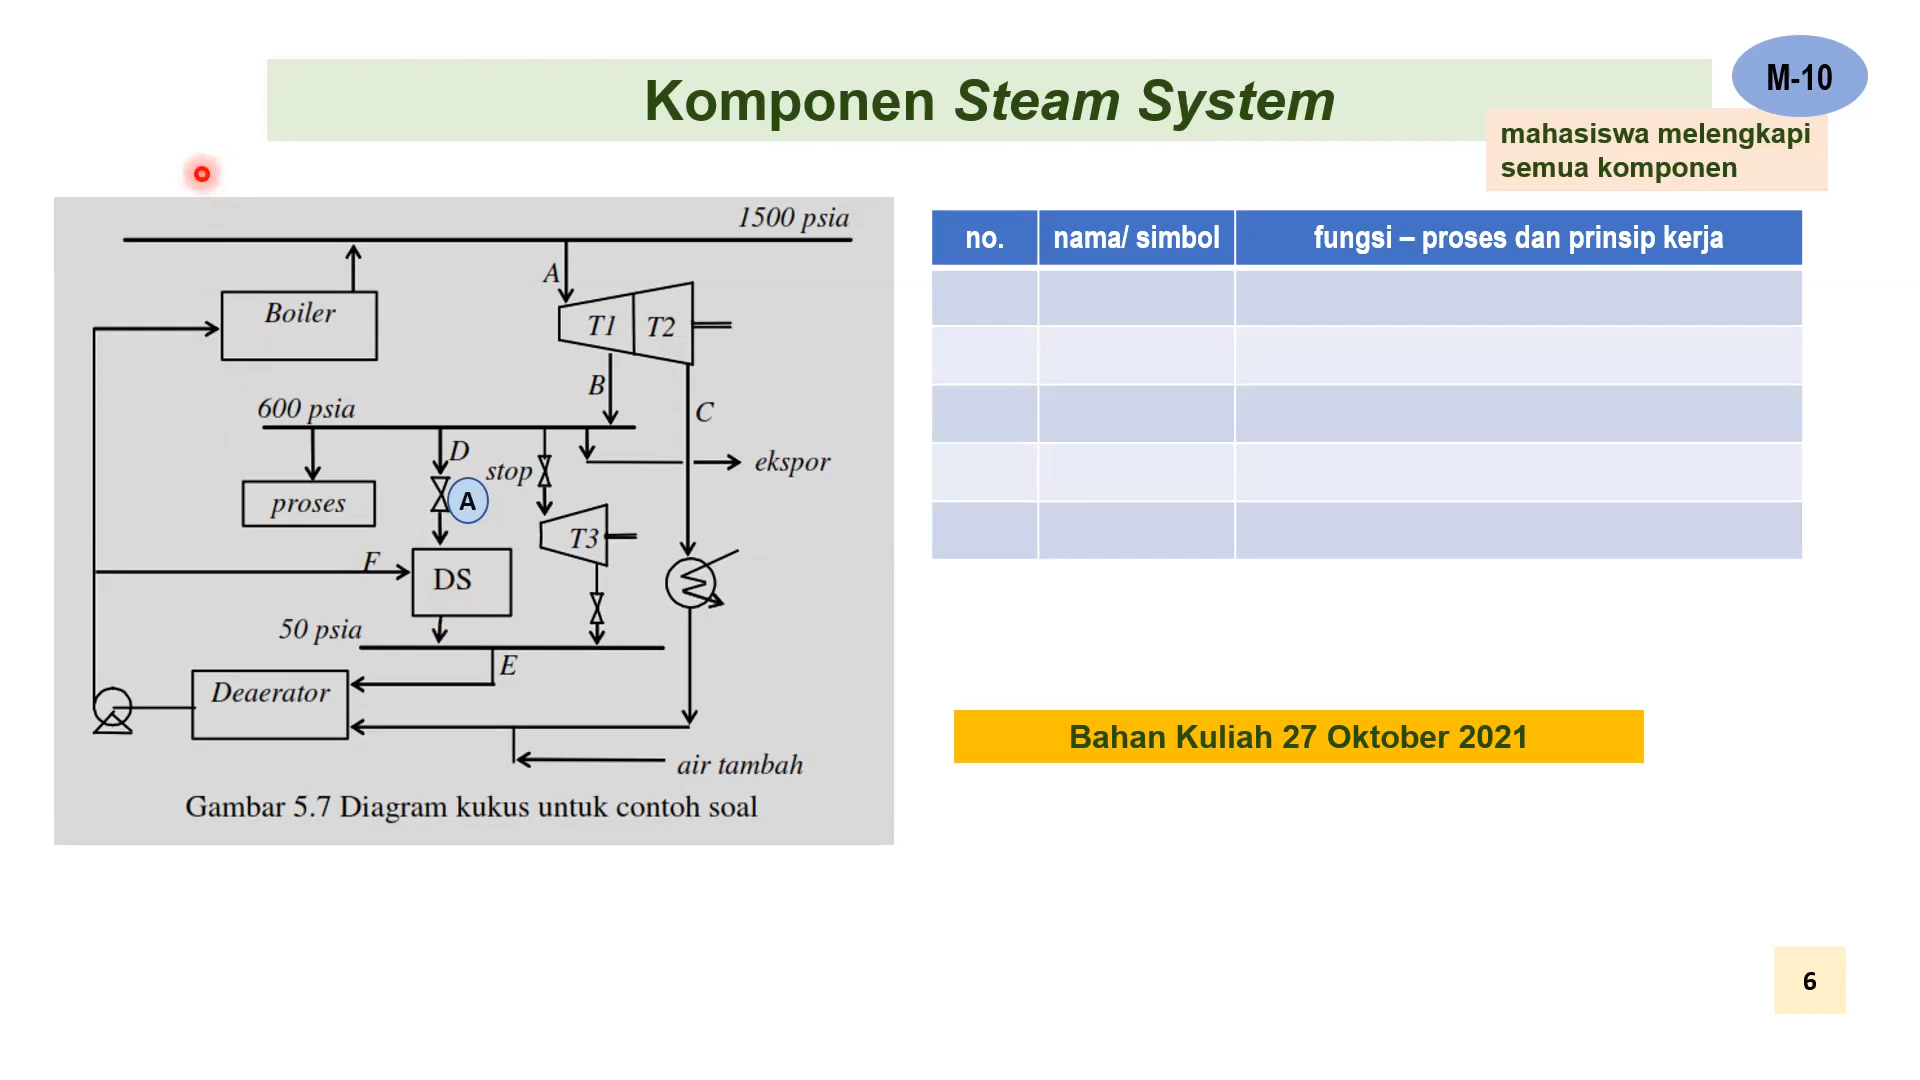 Komponen Steam System
M-10
mahasiswa melengkapi
semua komponen
1500 psia
A
Boiler
T1
T2
B
C
600 psia
D
stop
ekspor
A
proses
T3
F
DS
50 psia
E
Deaerator
air tambah
Gambar 5.7 Diagram kukus untuk contoh soal
no.
nama/ simbol
fungsi – proses dan prinsip kerja
Bahan Kuliah 27 Oktober 2021
6